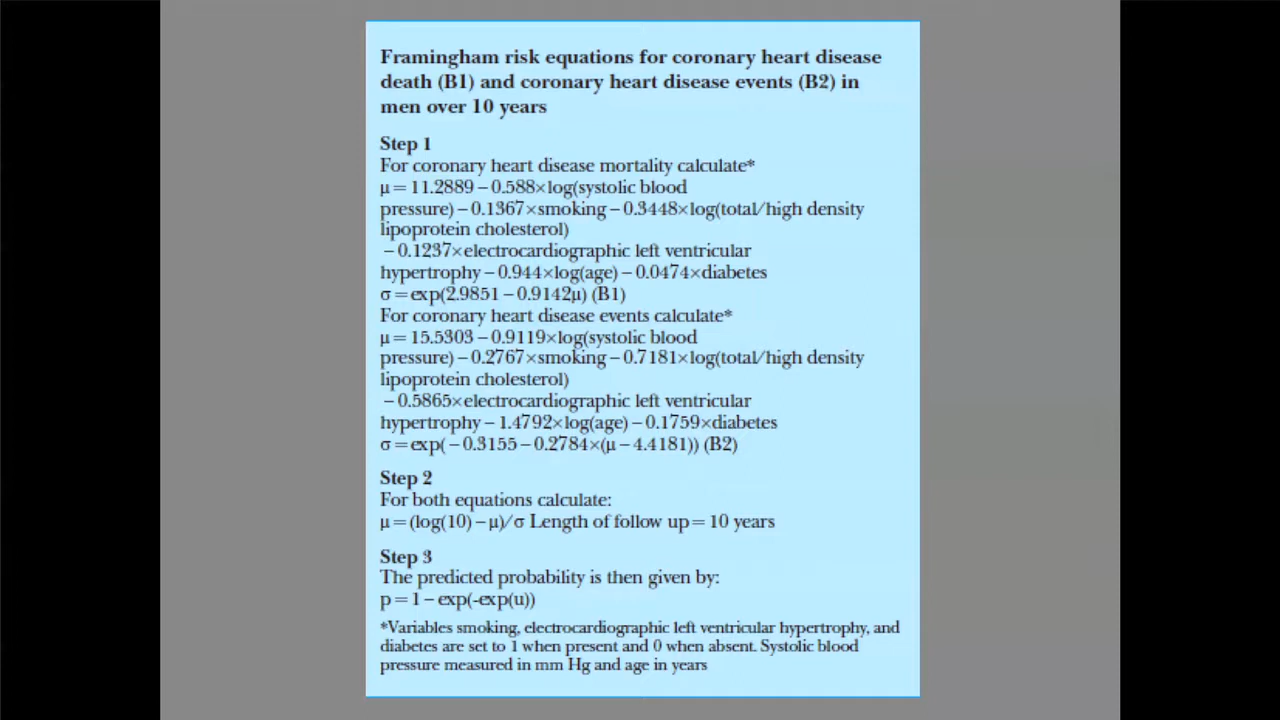 Framingham risk equations for coronary heart disease
death (B1) and coronary heart disease events (B2) in
men over 10 years
Step 1
For coronary heart disease mortality calculate*
μ = 11.2889 – 0.588×log(systolic blood
pressure) – 0.1367×smoking – 0.3448×log(total/high density
lipoprotein cholesterol)
– 0.1237×electrocardiographic left ventricular
hypertrophy – 0.944×log(age) – 0.0474×diabetes
σ = exp(2.9851 – 0.9142μ) (B1)
For coronary heart disease events calculate*
μ = 15.5303 – 0.9119×log(systolic blood
pressure) – 0.2767×smoking – 0.7181×log(total/high density
lipoprotein cholesterol)
– 0.5865×electrocardiographic left ventricular
hypertrophy – 1.4792×log(age) – 0.1759×diabetes
σ = exp( – 0.3155 – 0.2784×(μ – 4.4181)) (B2)
Step 2
For both equations calculate:
μ = (log(10) – μ)/σ Length of follow up = 10 years
Step 3
The predicted probability is then given by:
p = 1 – exp(-exp(u))
*Variables smoking, electrocardiographic left ventricular hypertrophy, and
diabetes are set to 1 when present and 0 when absent. Systolic blood
pressure measured in mm Hg and age in years